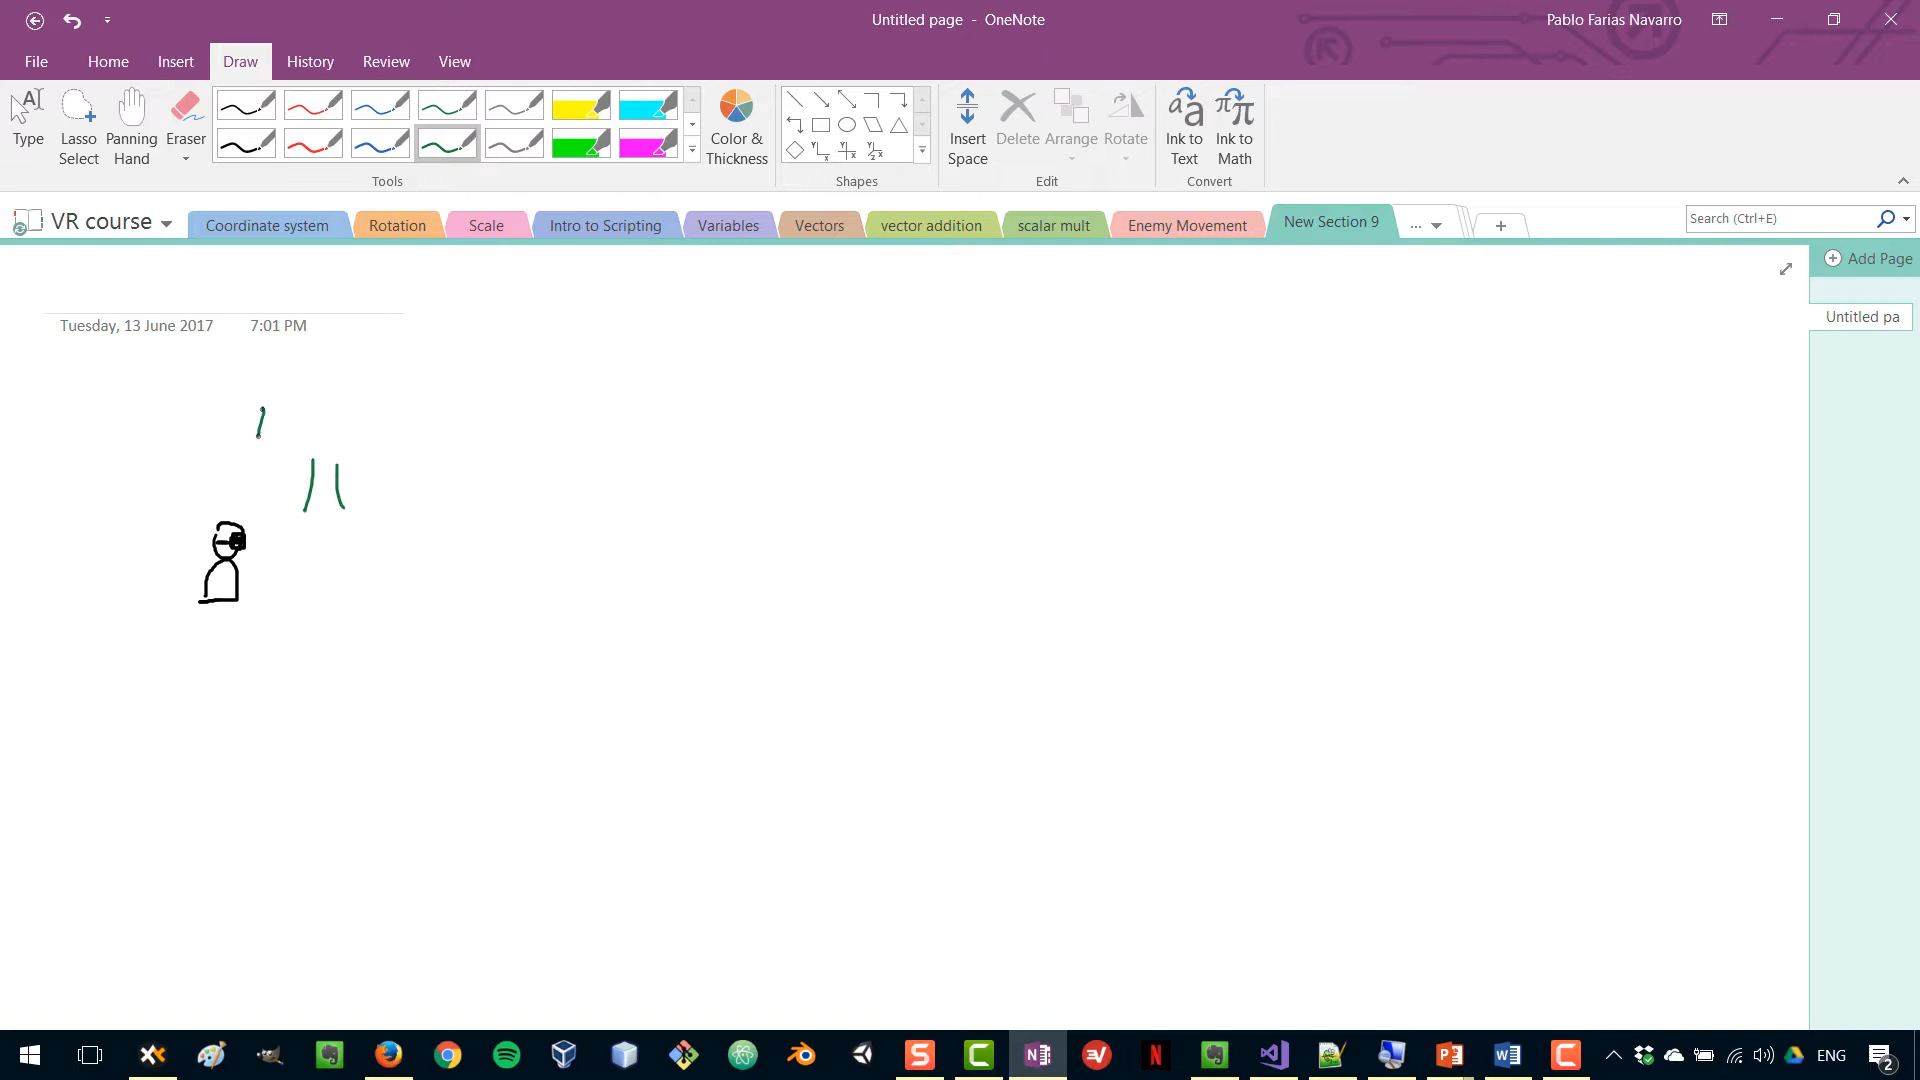 Untitled page - OneNote
Pablo Farias Navarro
File Home Insert Draw History Review View
Type Lasso Select Panning Hand Eraser Color & Thickness Insert Space Delete Arrange Rotate Ink to Text Ink to Math
Tools Shapes Edit Convert
VR course Coordinate system Rotation Scale Intro to Scripting Variables Vectors vector addition scalar mult Enemy Movement New Section 9 ... Search (Ctrl+E)
Add Page
Untitled pa
Tuesday, 13 June 2017 7:01 PM
ENG 2